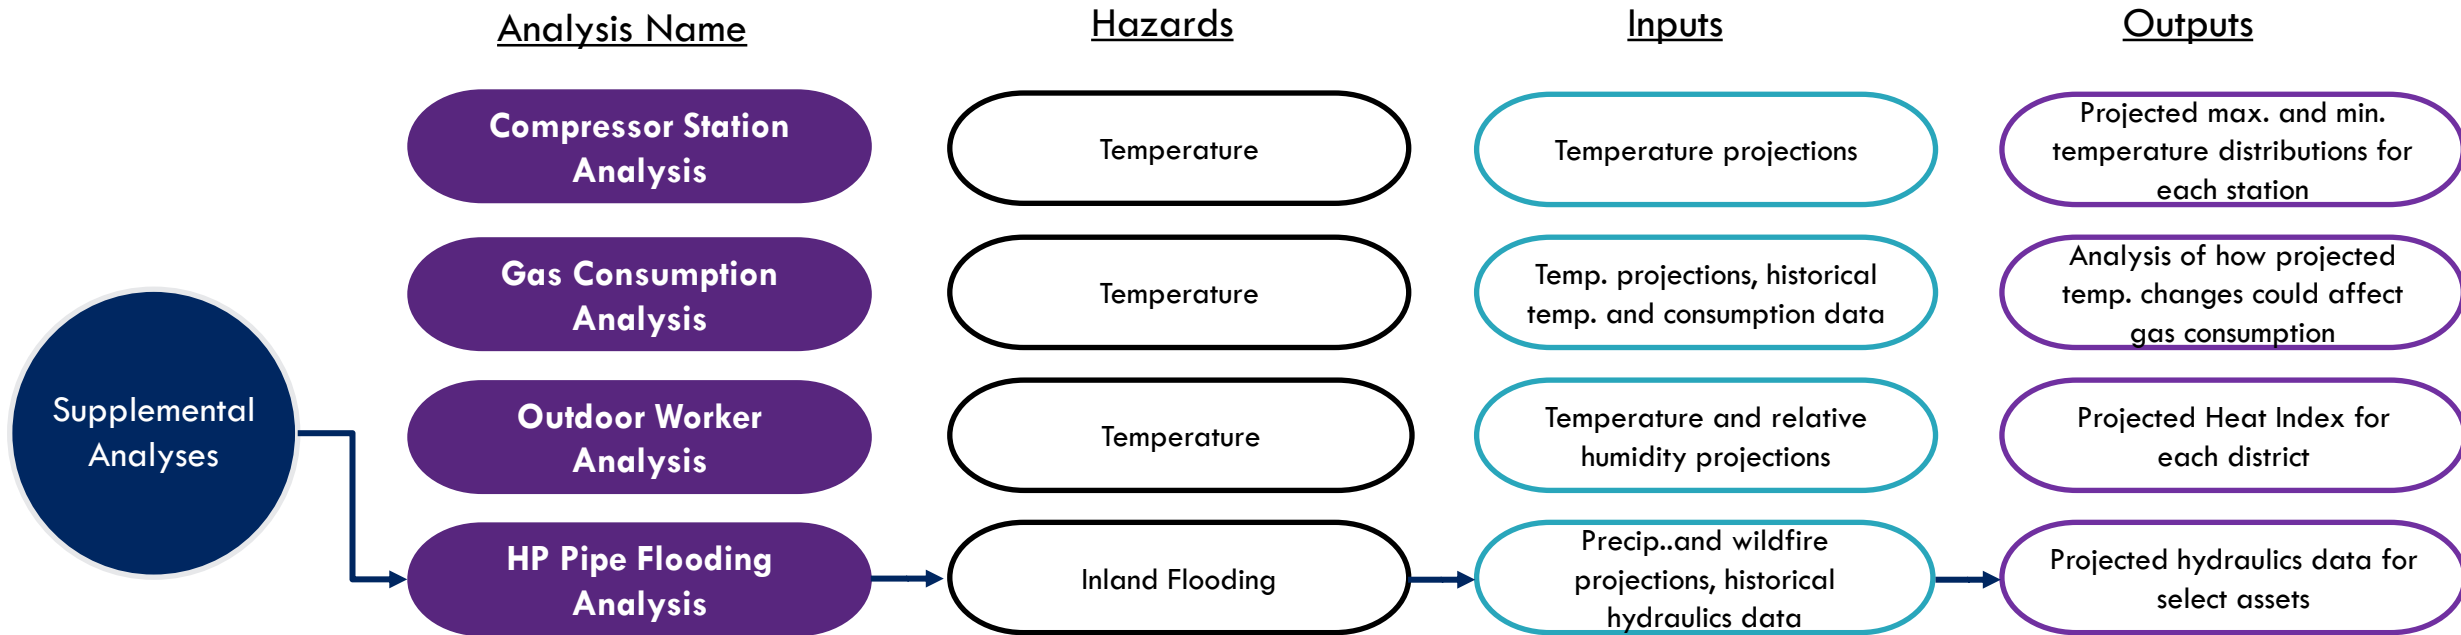 Analysis Name
Hazards
Inputs
Outputs
Compressor Station
Analysis
Temperature
Temperature projections
Projected max. and min.
temperature distributions for
each station
Gas Consumption
Analysis
Temperature
Temp. projections, historical
temp. and consumption data
Analysis of how projected
temp. changes could affect
gas consumption
Supplemental
Analyses
Outdoor Worker
Analysis
Temperature
Temperature and relative
humidity projections
Projected Heat Index for
each district
HP Pipe Flooding
Analysis
Inland Flooding
Precip..and wildfire
projections, historical
hydraulics data
Projected hydraulics data for
select assets